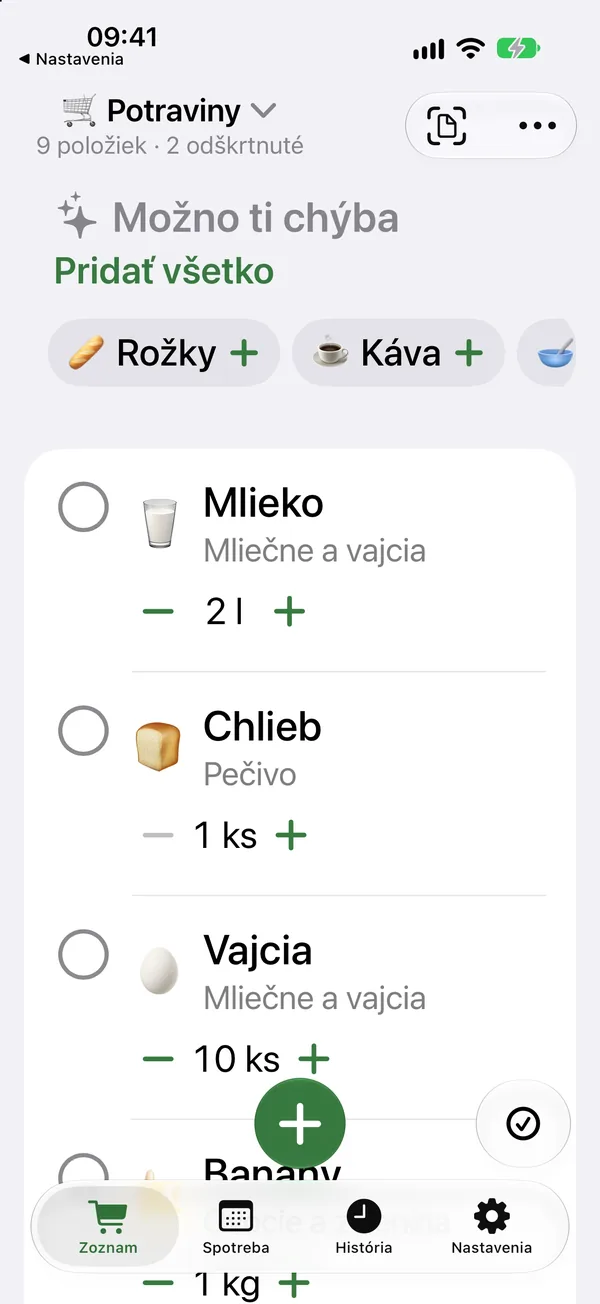 09:41
◀ Nastavenia
Potraviny
9 položiek · 2 odškrtnuté
Možno ti chýba
Pridať všetko
Rožky +
Káva +
Mlieko
Mliečne a vajcia
− 2 l +
Chlieb
Pečivo
− 1 ks +
Vajcia
Mliečne a vajcia
− 10 ks +
Banány
− 1 kg +
Zoznam
Spotreba
História
Nastavenia